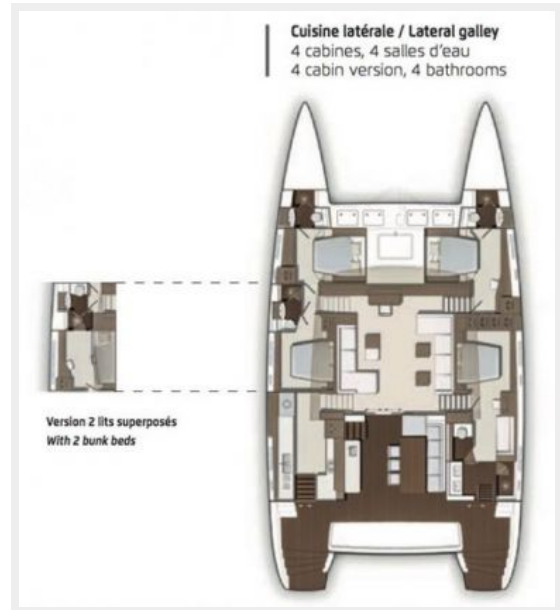 Cuisine latérale / Lateral galley
4 cabines, 4 salles d'eau
4 cabin version, 4 bathrooms
Version 2 lits superposés
With 2 bunk beds